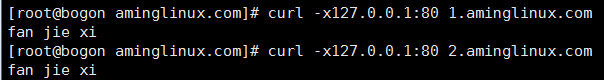 [root@bogon aminglinux.com]# curl -x127.0.0.1:80 1.aminglinux.com
fan jie xi
[root@bogon aminglinux.com]# curl -x127.0.0.1:80 2.aminglinux.com
fan jie xi